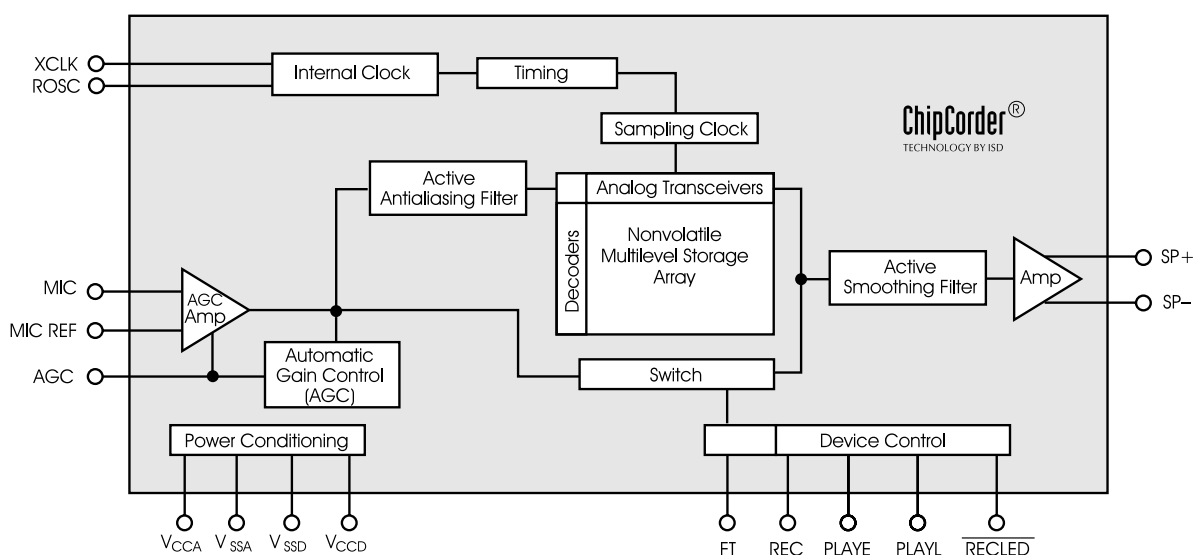 XCLK
ROSC
Internal Clock
Timing
Sampling Clock
ChipCorder®
TECHNOLOGY BY ISD
Active
Antialiasing Filter
Analog Transceivers
Decoders
Nonvolatile
Multilevel Storage
Array
Active
Smoothing Filter
Amp
SP+
SP–
MIC
MIC REF
AGC
AGC
Amp
Automatic
Gain Control
(AGC)
Switch
Power Conditioning
Device Control
VCCA
VSSA
VSSD
VCCD
FT
REC
PLAYE
PLAYL
RECLED